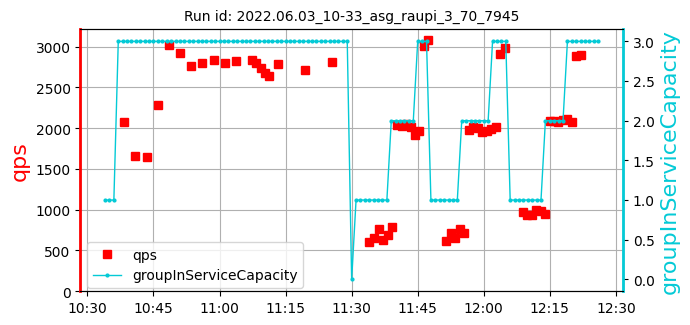 Run id: 2022.06.03_10-33_asg_raupi_3_70_7945
3000
2500
2000
1500
1000
500
0
qps
3.0
2.5
2.0
1.5
1.0
0.5
0.0
groupInServiceCapacity
qps
groupInServiceCapacity
10:30 10:45 11:00 11:15 11:30 11:45 12:00 12:15 12:30